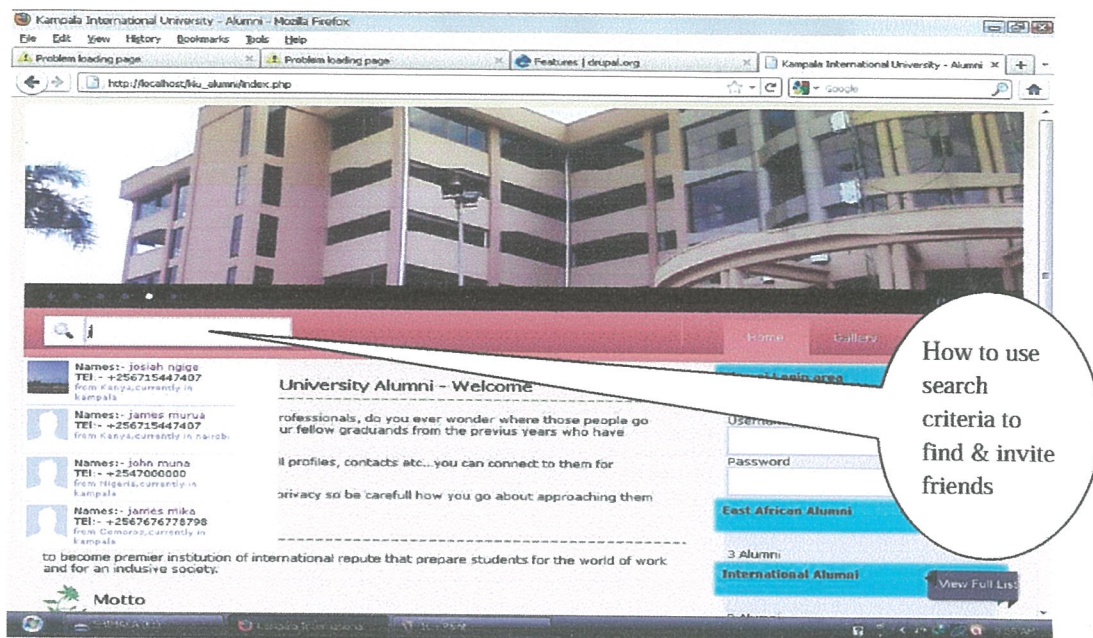 Kampala International University - Alumni - Mozilla Firefox
File Edit View History Bookmarks Tools Help
Problem loading page
Problem loading page
Features | drupal.org
Kampala International University - Alumni
http://localhost/kiu_alumni/index.php
Google
Home
Gallery
Names:- josiah ngige
TEl:- +256715447407
from Kenya,currently in
kampala
Names:- james murua
TEl:- +256715447407
from Kenya,currently in nairobi
Names:- john muna
TEl:- +2547000000
from Nigeria,currently in
kampala
Names:- james mika
TEl:- +2567676778798
from Comoroz,currently in
kampala
University Alumni - Welcome
rofessionals, do you ever wonder where those people go
ur fellow graduands from the previus years who have
ll profiles, contacts etc...you can connect to them for
privacy so be carefull how you go about approaching them
to become premier institution of international repute that prepare students for the world of work
and for an inclusive society.
Motto
Login area
Password
East African Alumni
3 Alumni
International Alumni
View Full List
How to use
search
criteria to
find & invite
friends